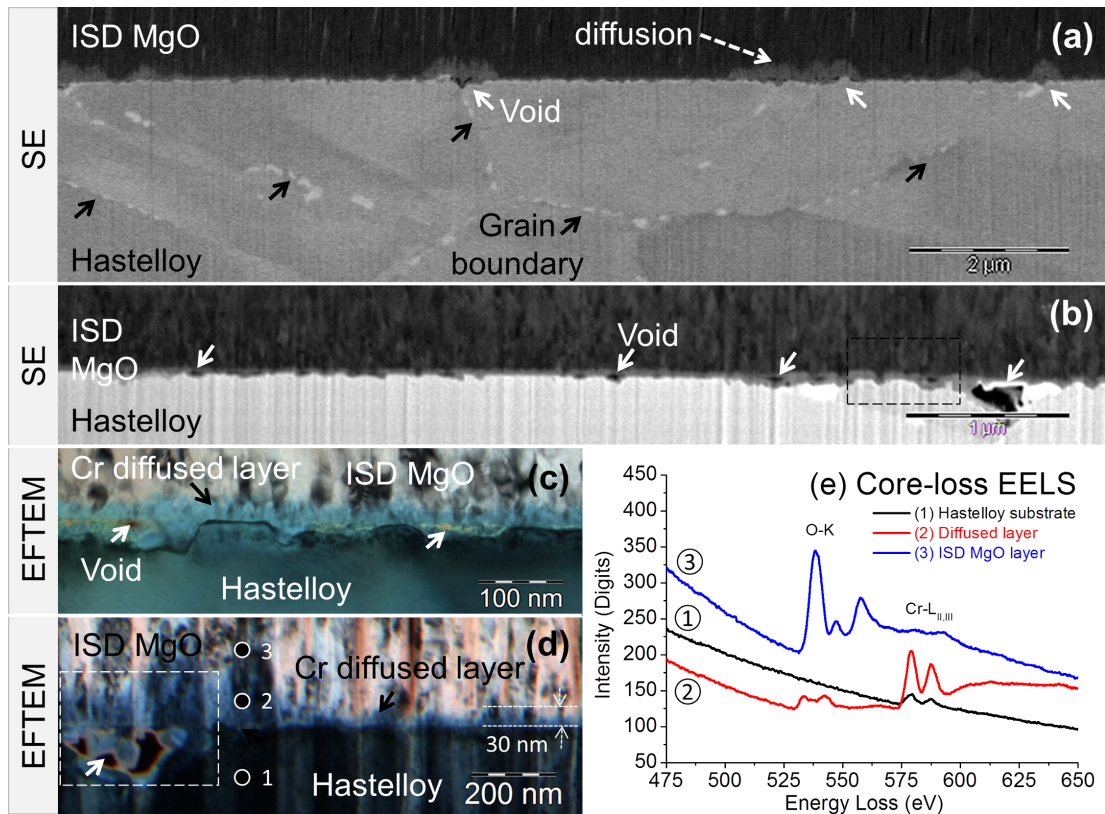 SE
ISD MgO
diffusion
(a)
Void
Grain
boundary
Hastelloy
2 μm
SE
ISD
MgO
Void
(b)
Hastelloy
1 μm
EFTEM
Cr diffused layer
ISD MgO
(c)
Void
Hastelloy
100 nm
EFTEM
ISD MgO
3
(d)
Cr diffused layer
2
30 nm
1
Hastelloy
200 nm
(e) Core-loss EELS
(1) Hastelloy substrate
(2) Diffused layer
(3) ISD MgO layer
O-K
Cr-L_{II,III}
③
①
②
Intensity (Digits)
450
400
350
300
250
200
150
100
50
475 500 525 550 575 600 625 650
Energy Loss (eV)